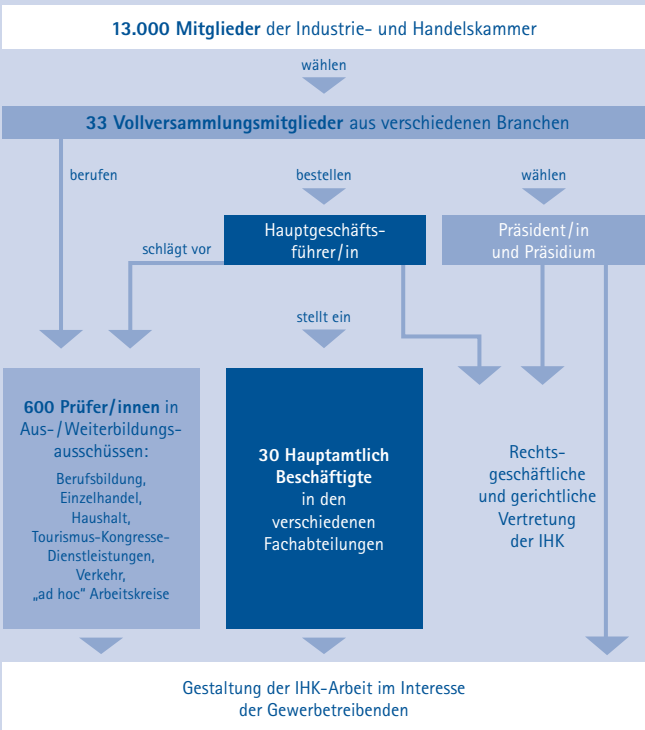 13.000 Mitglieder der Industrie- und Handelskammer
wählen
33 Vollversammlungsmitglieder aus verschiedenen Branchen
berufen
bestellen
wählen
Hauptgeschäfts-
führer/in
Präsident/in
und Präsidium
schlägt vor
stellt ein
600 Prüfer/innen in
Aus-/Weiterbildungs-
ausschüssen:
Berufsbildung,
Einzelhandel,
Haushalt,
Tourismus-Kongresse-
Dienstleistungen,
Verkehr,
„ad hoc" Arbeitskreise
30 Hauptamtlich
Beschäftigte
in den
verschiedenen
Fachabteilungen
Rechts-
geschäftliche
und gerichtliche
Vertretung
der IHK
Gestaltung der IHK-Arbeit im Interesse
der Gewerbetreibenden